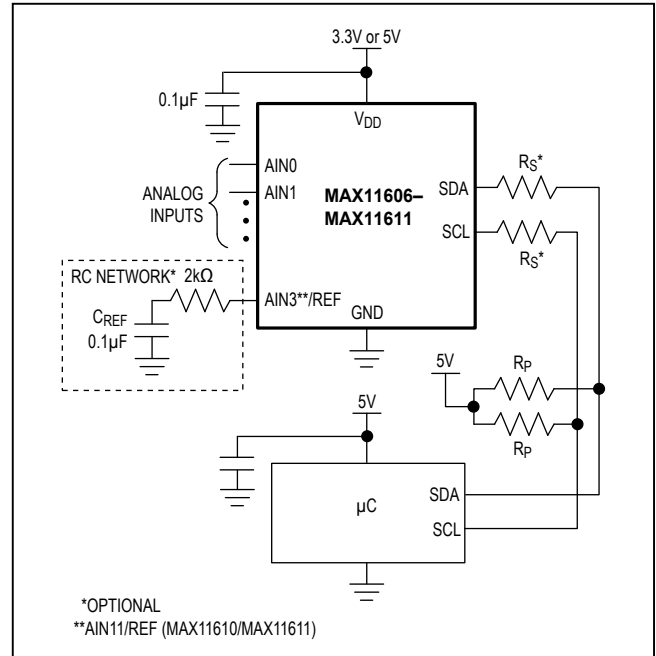 3.3V or 5V
0.1µF
VDD
RS*
AIN0
SDA
ANALOG
INPUTS
AIN1
MAX11606–
MAX11611
SCL
RS*
RC NETWORK* 2kΩ
AIN3**/REF
CREF
0.1µF
GND
5V
RP
5V
RP
µC
SDA
SCL
*OPTIONAL
**AIN11/REF (MAX11610/MAX11611)